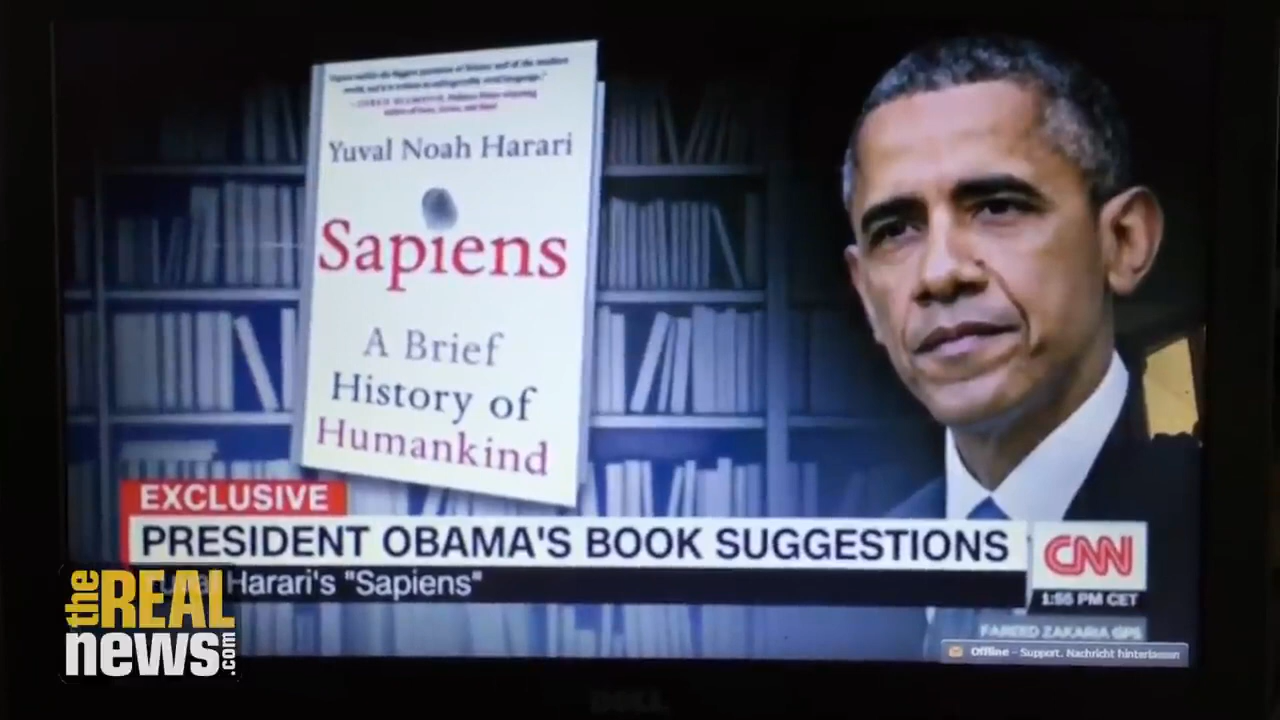 Yuval Noah Harari
Sapiens
A Brief
History of
Humankind
EXCLUSIVE
PRESIDENT OBAMA'S BOOK SUGGESTIONS
Harari's "Sapiens"
CNN
1:55 PM CET
FAREED ZAKARIA GPS
Offline – Support. Nachricht hinterlassen
the
REAL
news.com
DELL